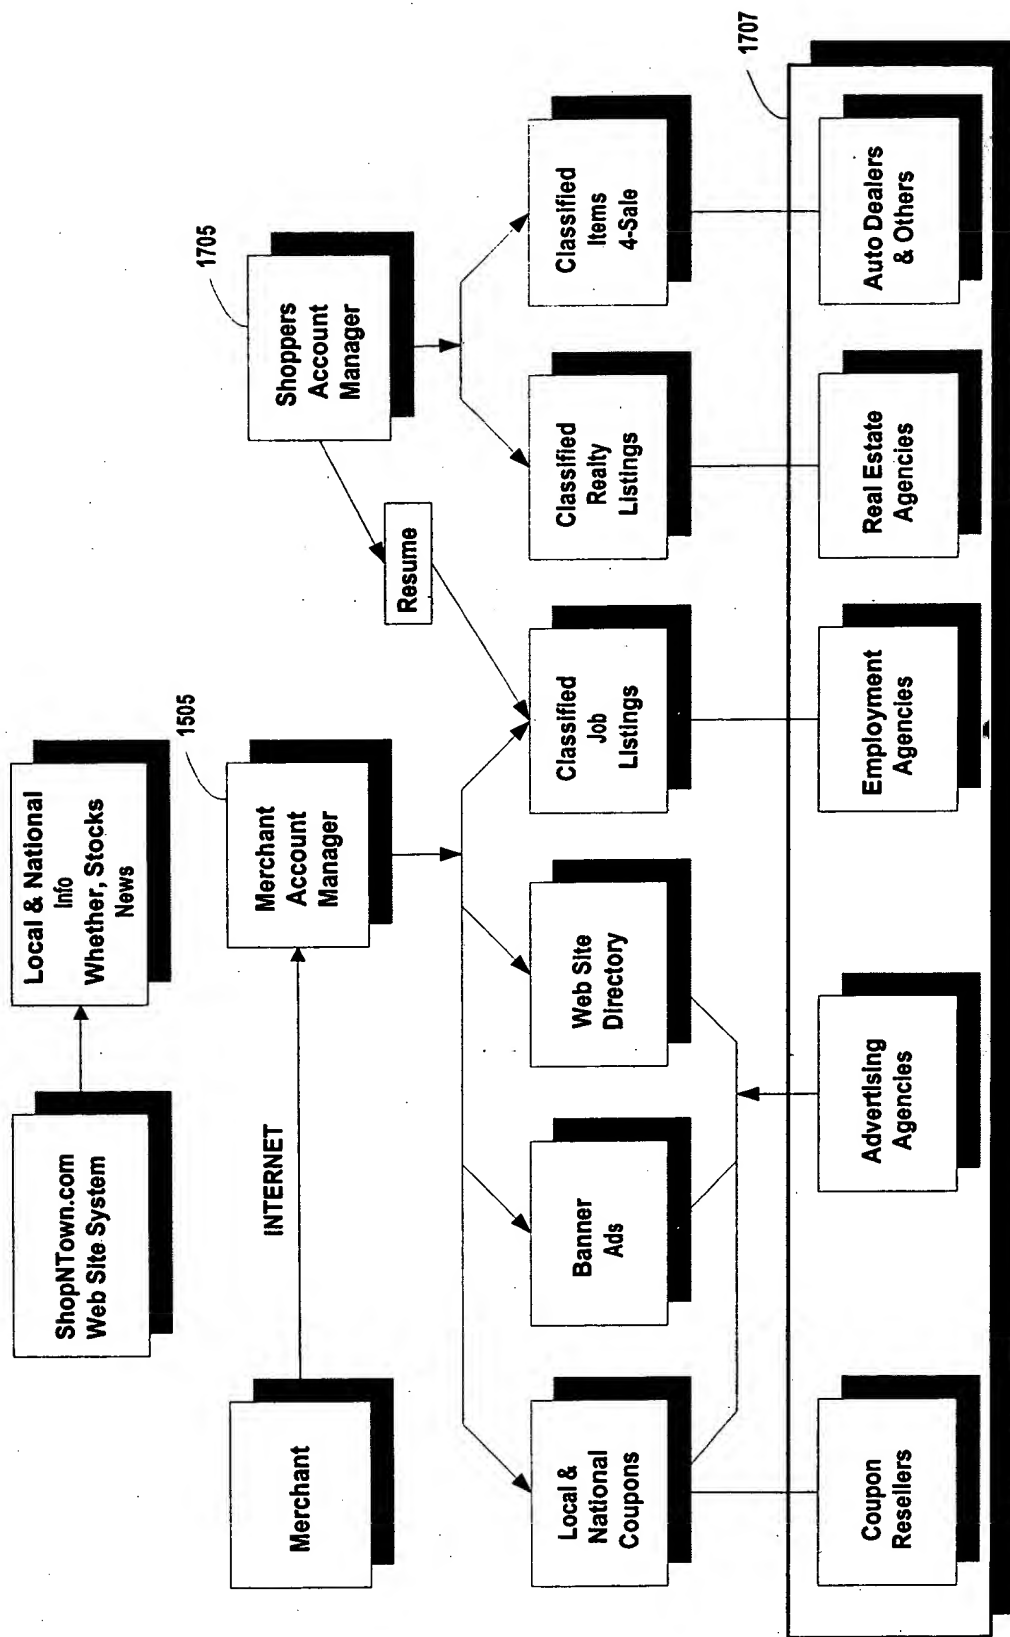 ShopNTown.com
Web Site System
Local & National
Info
Whether, Stocks
News
Merchant
INTERNET
Merchant
Account
Manager
1505
Shoppers
Account
Manager
1705
Resume
Local &
National
Coupons
Banner
Ads
Web Site
Directory
Classified
Job
Listings
Classified
Realty
Listings
Classified
Items
4-Sale
1707
Coupon
Resellers
Advertising
Agencies
Employment
Agencies
Real Estate
Agencies
Auto Dealers
& Others